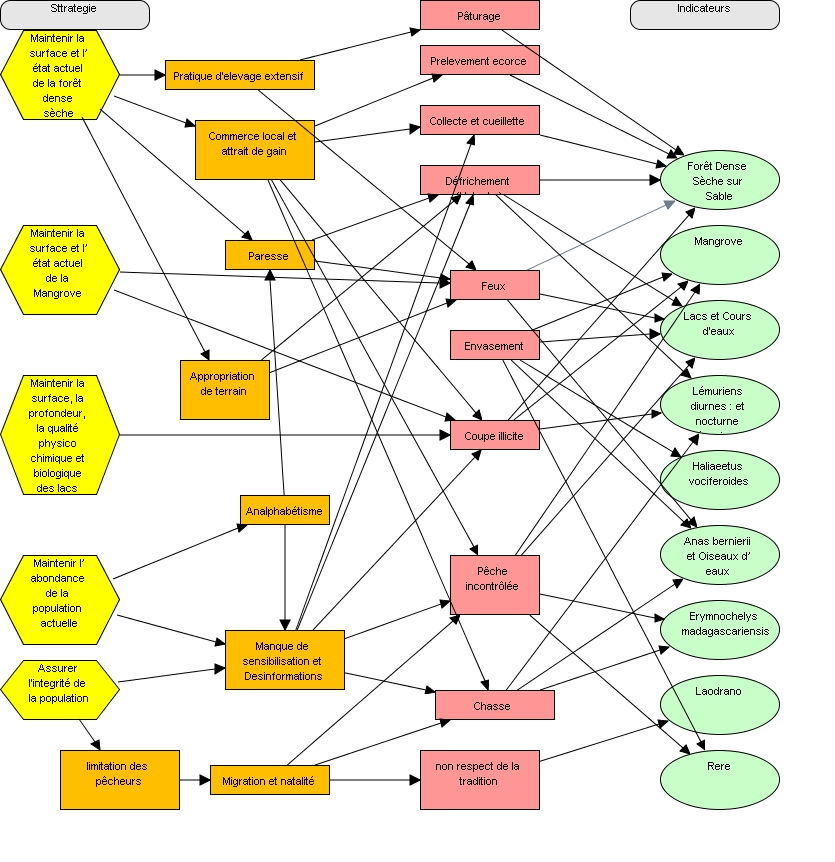 Sttrategie
Indicateurs
Maintenir la
surface et l'
état actuel
de la forêt
dense
sèche
Maintenir la
surface et l'
état actuel
de la
Mangrove
Maintenir la
surface, la
profondeur,
la qualité
physico
chimique et
biologique
des lacs
Maintenir l'
abondance
de la
population
actuelle
Assurer
l'integrité de
la population
limitation des
pêcheurs
Pratique d'elevage extensif
Commerce local et
attrait de gain
Paresse
Appropriation
de terrain
Analphabétisme
Manque de
sensibilisation et
Desinformations
Migration et natalité
Pâturage
Prelevement ecorce
Collecte et cueillette
Défrichement
Feux
Envasement
Coupe illicite
Pêche
incontrôlée
Chasse
non respect de la
tradition
Forêt Dense
Sèche sur
Sable
Mangrove
Lacs et Cours
d'eaux
Lémuriens
diurnes : et
nocturne
Haliaeetus
vociferoides
Anas bernierii
et Oiseaux d'
eaux
Erymnochelys
madagascariensis
Laodrano
Rere